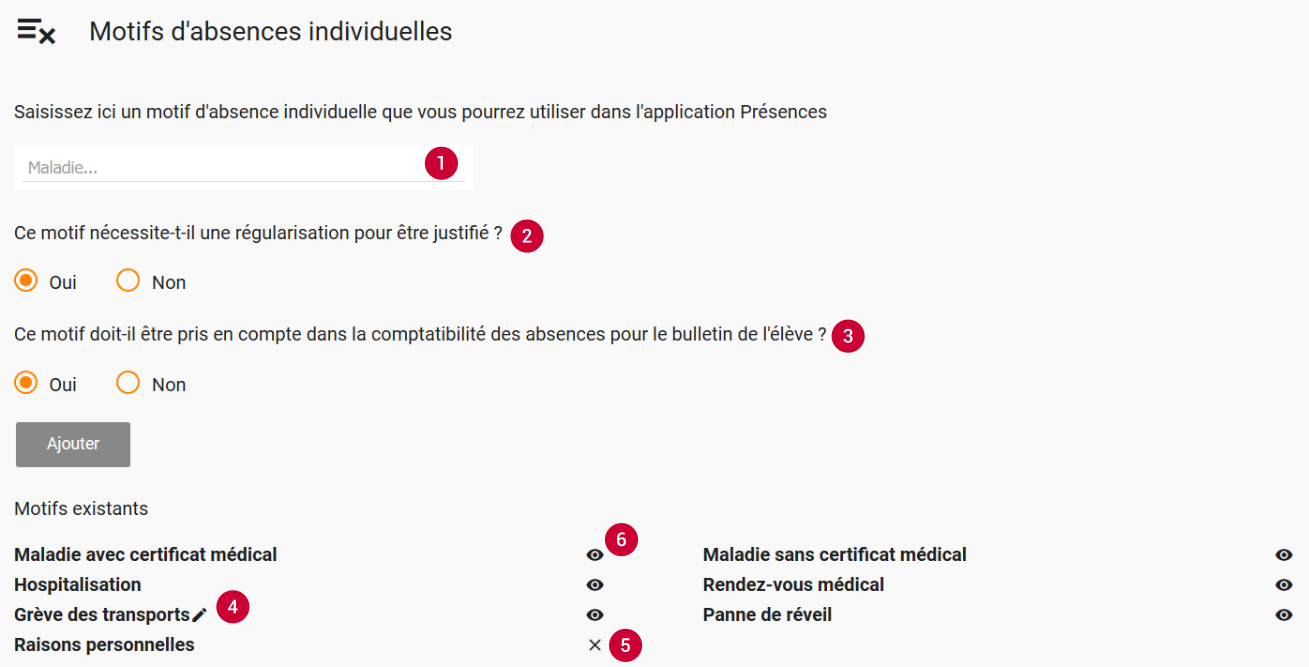 Motifs d'absences individuelles
Saisissez ici un motif d'absence individuelle que vous pourrez utiliser dans l'application Présences
Maladie... 1
Ce motif nécessite-t-il une régularisation pour être justifié ? 2
Oui Non
Ce motif doit-il être pris en compte dans la comptatibilité des absences pour le bulletin de l'élève ? 3
Oui Non
Ajouter
Motifs existants
6
Maladie avec certificat médical Maladie sans certificat médical
Hospitalisation Rendez-vous médical
Grève des transports 4 Panne de réveil
Raisons personnelles 5